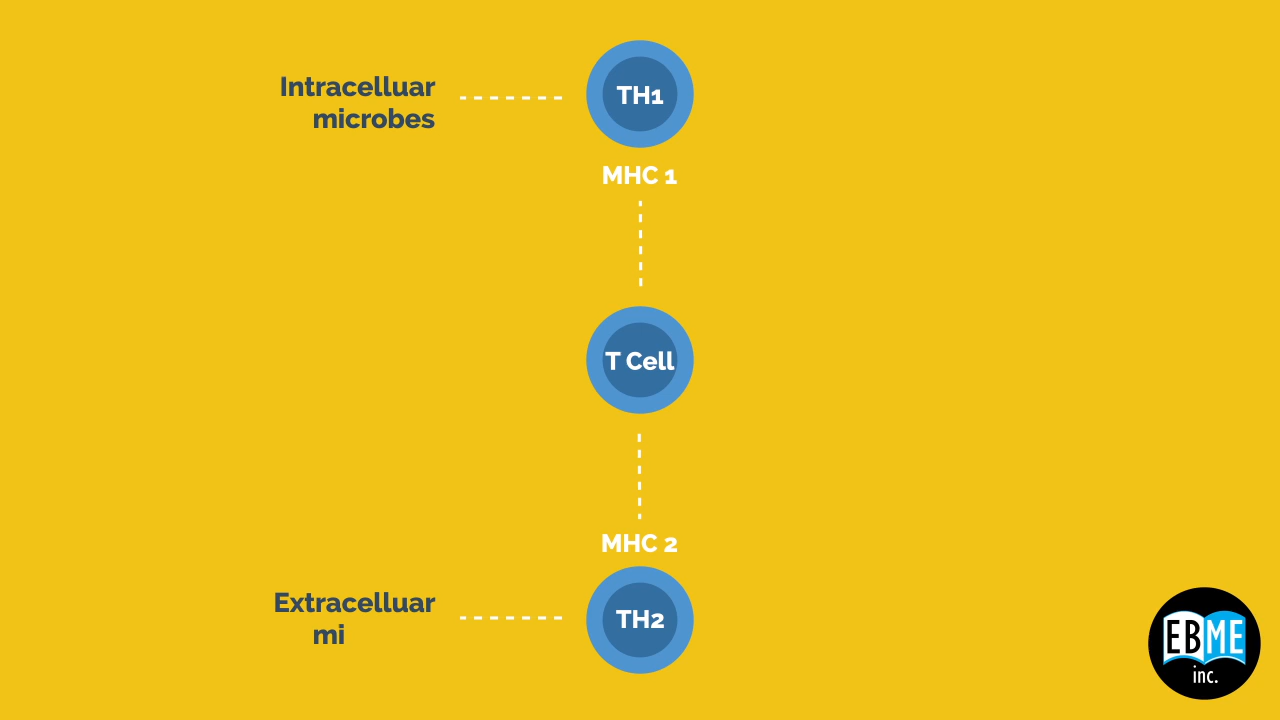 Intracelluar
microbes
TH1
MHC 1
T Cell
MHC 2
Extracelluar
mi
TH2
EBME
inc.